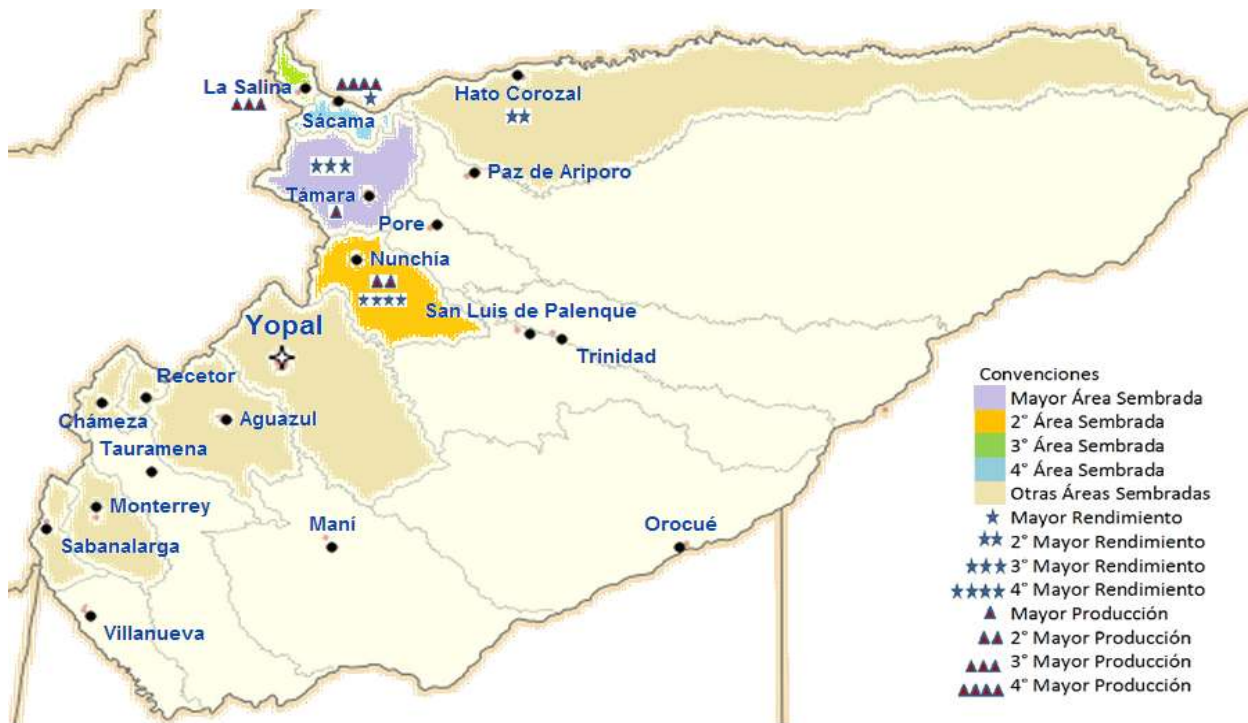 La Salina
Sácama
Hato Corozal
Paz de Ariporo
Támara
Pore
Nunchía
San Luis de Palenque
Yopal
Trinidad
Recetor
Chámeza
Aguazul
Tauramena
Monterrey
Maní
Orocué
Sabanalarga
Villanueva
Convenciones
Mayor Área Sembrada
2° Área Sembrada
3° Área Sembrada
4° Área Sembrada
Otras Áreas Sembradas
Mayor Rendimiento
2° Mayor Rendimiento
3° Mayor Rendimiento
4° Mayor Rendimiento
Mayor Producción
2° Mayor Producción
3° Mayor Producción
4° Mayor Producción